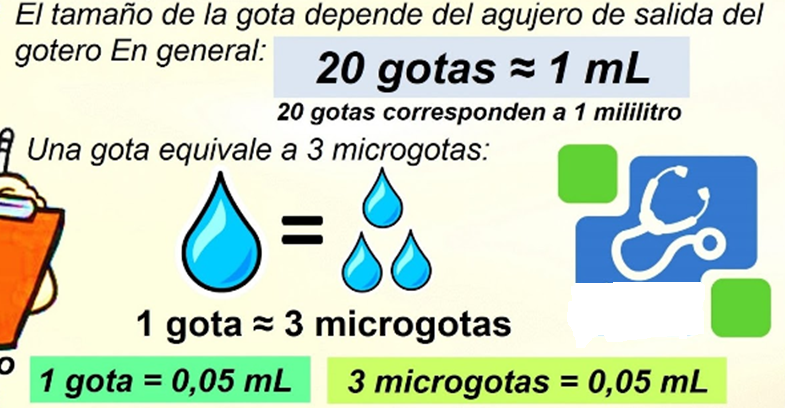 El tamaño de la gota depende del agujero de salida del
gotero En general:
20 gotas ≈ 1 mL
20 gotas corresponden a 1 mililitro
Una gota equivale a 3 microgotas:
=
1 gota ≈ 3 microgotas
o
1 gota = 0,05 mL
3 microgotas = 0,05 mL